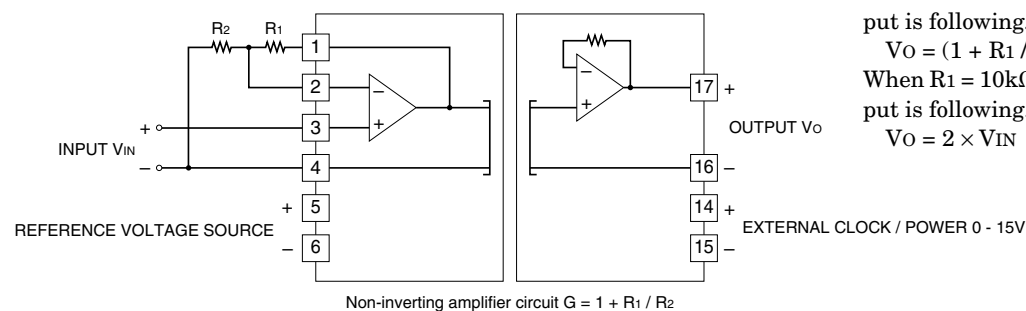 R2 R1
1
2
3
4
5
6
+
INPUT VIN
–
+
REFERENCE VOLTAGE SOURCE
–
–
+
–
+
17 +
OUTPUT VO
16 –
14 +
EXTERNAL CLOCK / POWER 0 - 15V
15 –
Non-inverting amplifier circuit G = 1 + R1 / R2
put is following.
VO = (1 + R1 /
When R1 = 10kΩ
put is following.
VO = 2 × VIN